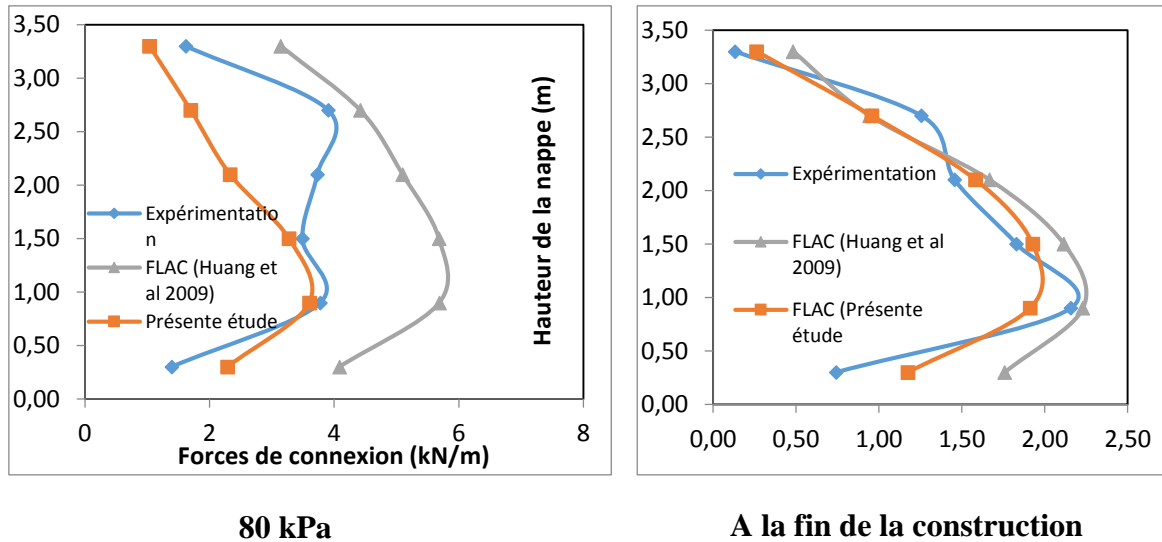 3,50
3,00
2,50
2,00
1,50
1,00
0,50
0,00
0
2
4
6
8
Forces de connexion (kN/m)
Expérimentatio
n
FLAC (Huang et
al 2009)
Présente étude
80 kPa
Hauteur de la nappe (m)
3,50
3,00
2,50
2,00
1,50
1,00
0,50
0,00
0,00
0,50
1,00
1,50
2,00
2,50
Expérimentation
FLAC (Huang et al
2009)
FLAC (Présente
étude
A la fin de la construction